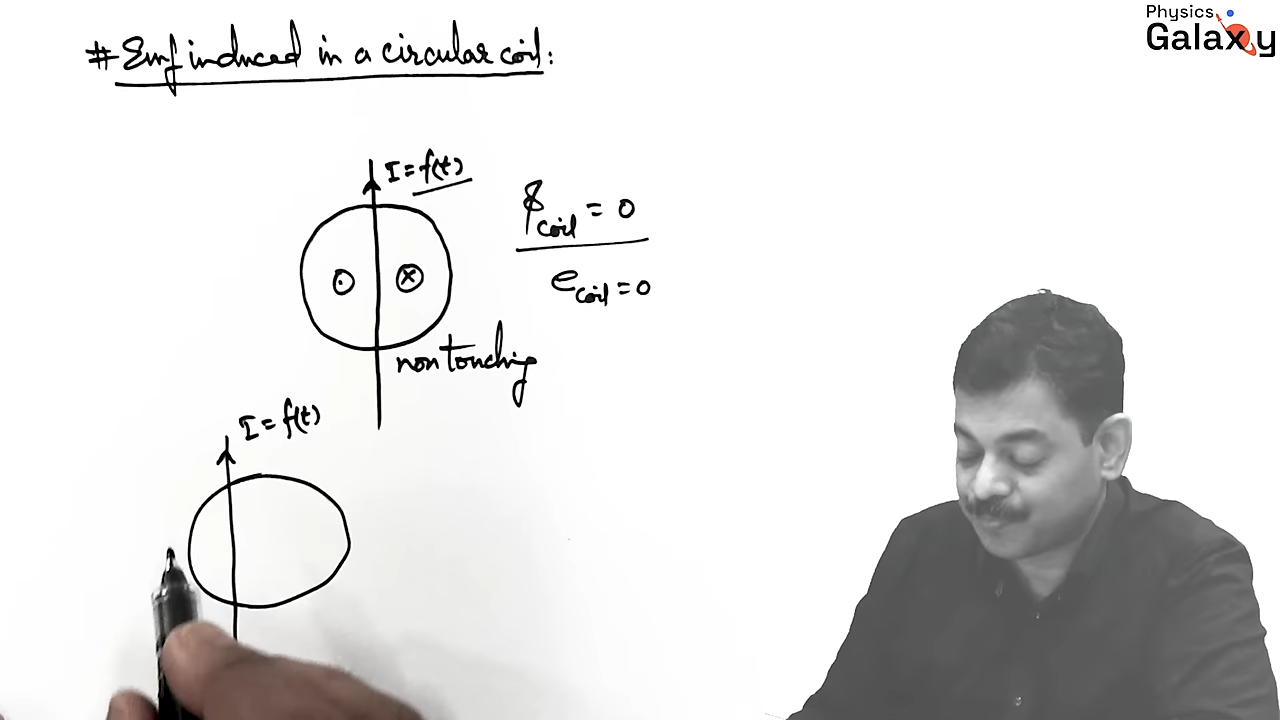 Physics
Galaxy
# Emf induced in a circular coil:
I = f(t)
ϕcoil = 0
ecoil = 0
non touching
I = f(t)